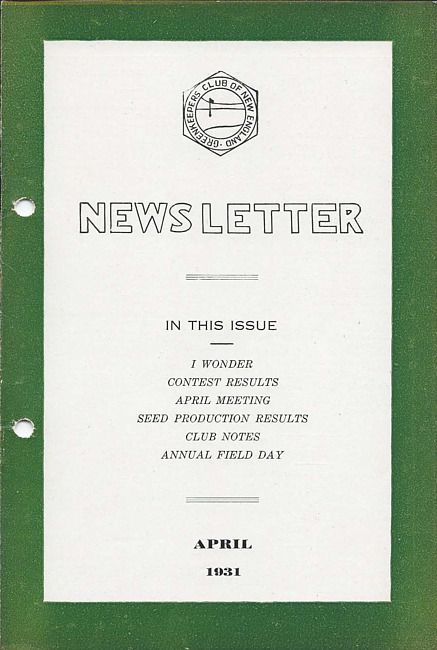 GREENKEEPERS CLUB OF NEW ENGLAND
NEWS LETTER
IN THIS ISSUE
I WONDER
CONTEST RESULTS
APRIL MEETING
SEED PRODUCTION RESULTS
CLUB NOTES
ANNUAL FIELD DAY
APRIL
1931